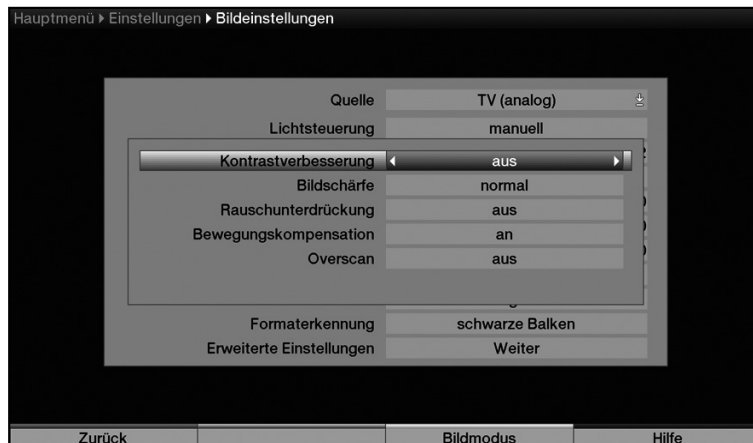 Hauptmenü ▸ Einstellungen ▸ Bildeinstellungen
Quelle TV (analog)
Lichtsteuerung manuell
Kontrastverbesserung aus
Bildschärfe normal
Rauschunterdrückung aus
Bewegungskompensation an
Overscan aus
Formaterkennung schwarze Balken
Erweiterte Einstellungen Weiter
Zurück Bildmodus Hilfe